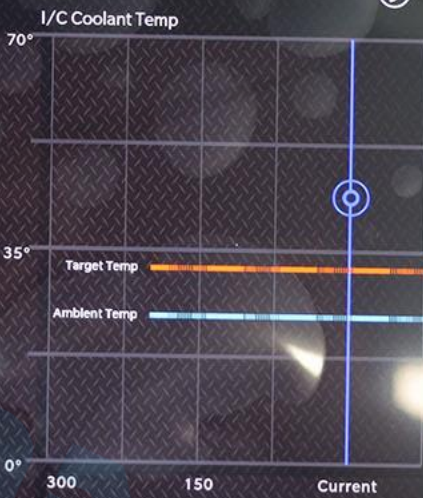 I/C Coolant Temp
70°
35°
Target Temp
Ambient Temp
0°
300 150 Current